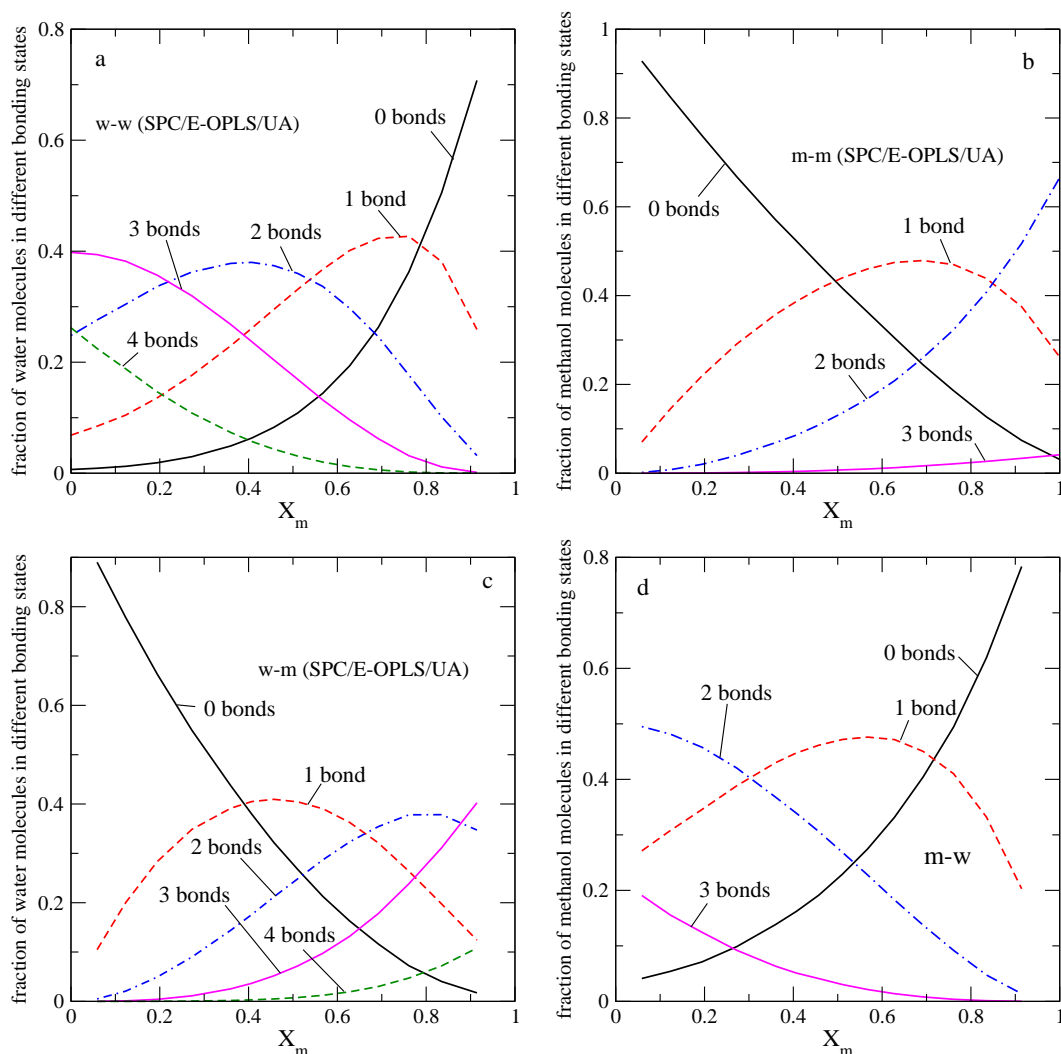 a
w-w (SPC/E-OPLS/UA)
0 bonds
1 bond
3 bonds
2 bonds
4 bonds
0
0.2
0.4
0.6
0.8
0 0.2 0.4 0.6 0.8 1
X_m
fraction of water molecules in different bonding states
b
m-m (SPC/E-OPLS/UA)
0 bonds
1 bond
2 bonds
3 bonds
0
0.2
0.4
0.6
0.8
1
0 0.2 0.4 0.6 0.8 1
X_m
fraction of methanol molecules in different bonding states
c
w-m (SPC/E-OPLS/UA)
0 bonds
1 bond
2 bonds
3 bonds
4 bonds
0
0.2
0.4
0.6
0.8
0 0.2 0.4 0.6 0.8 1
X_m
fraction of water molecules in different bonding states
d
0 bonds
2 bonds
1 bond
m-w
3 bonds
0
0.2
0.4
0.6
0.8
0 0.2 0.4 0.6 0.8 1
X_m
fraction of methanol molecules in different bonding states